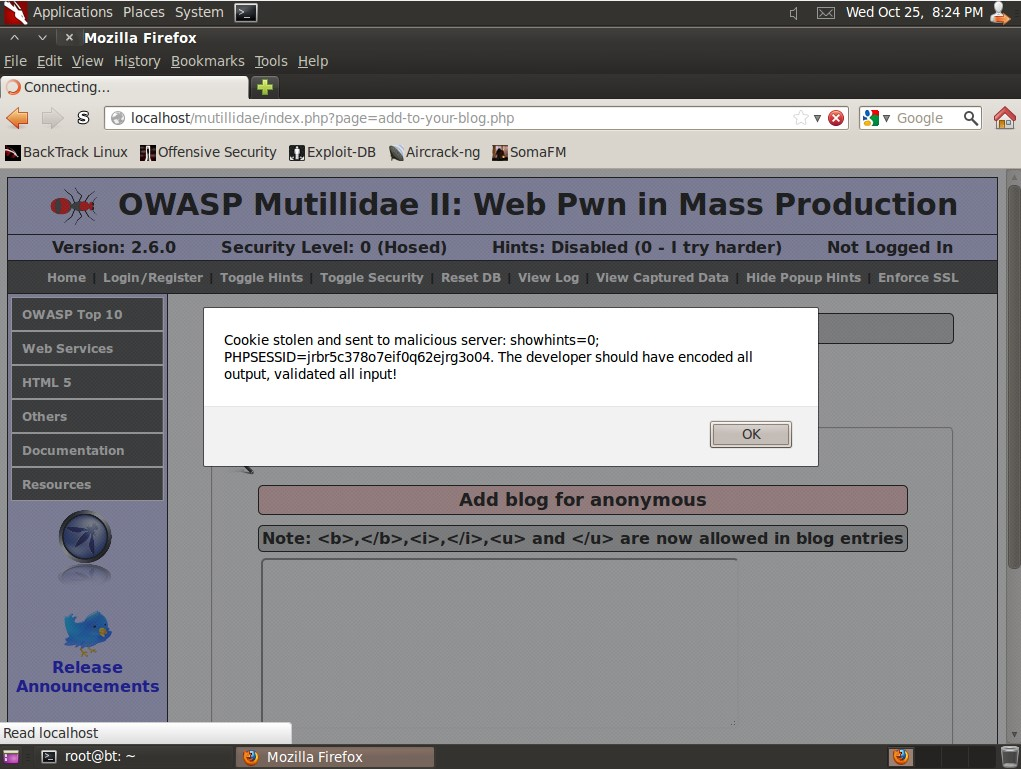 Applications Places System
Wed Oct 25, 8:24 PM
Mozilla Firefox
File Edit View History Bookmarks Tools Help
Connecting...
localhost/mutillidae/index.php?page=add-to-your-blog.php
Google
BackTrack Linux Offensive Security Exploit-DB Aircrack-ng SomaFM
OWASP Mutillidae II: Web Pwn in Mass Production
Version: 2.6.0 Security Level: 0 (Hosed) Hints: Disabled (0 - I try harder) Not Logged In
Home | Login/Register | Toggle Hints | Toggle Security | Reset DB | View Log | View Captured Data | Hide Popup Hints | Enforce SSL
OWASP Top 10
Web Services
HTML 5
Others
Documentation
Resources
Release
Announcements
Cookie stolen and sent to malicious server: showhints=0;
PHPSESSID=jrbr5c378o7eif0q62ejrg3o04. The developer should have encoded all
output, validated all input!
OK
Add blog for anonymous
Note: <b>,</b>,<i>,</i>,<u> and </u> are now allowed in blog entries
Read localhost
root@bt: ~
Mozilla Firefox